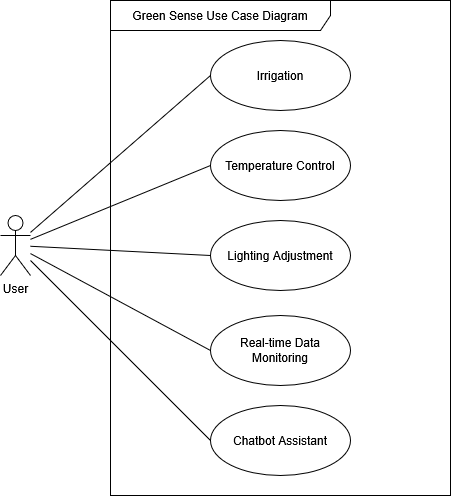 Green Sense Use Case Diagram
Irrigation
Temperature Control
Lighting Adjustment
User
Real-time Data
Monitoring
Chatbot Assistant